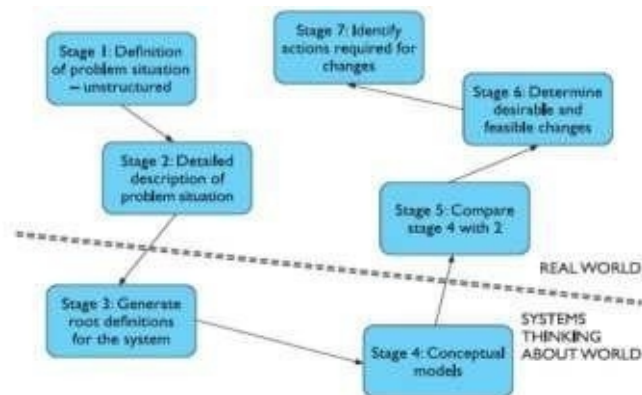 Stage 1: Definition
of problem situation
– unstructured
Stage 2: Detailed
description of
problem situation
Stage 3: Generate
root definitions
for the system
Stage 4: Conceptual
models
Stage 5: Compare
stage 4 with 2
Stage 6: Determine
desirable and
feasible changes
Stage 7: Identify
actions required for
changes
REAL WORLD
SYSTEMS
THINKING
ABOUT WORLD